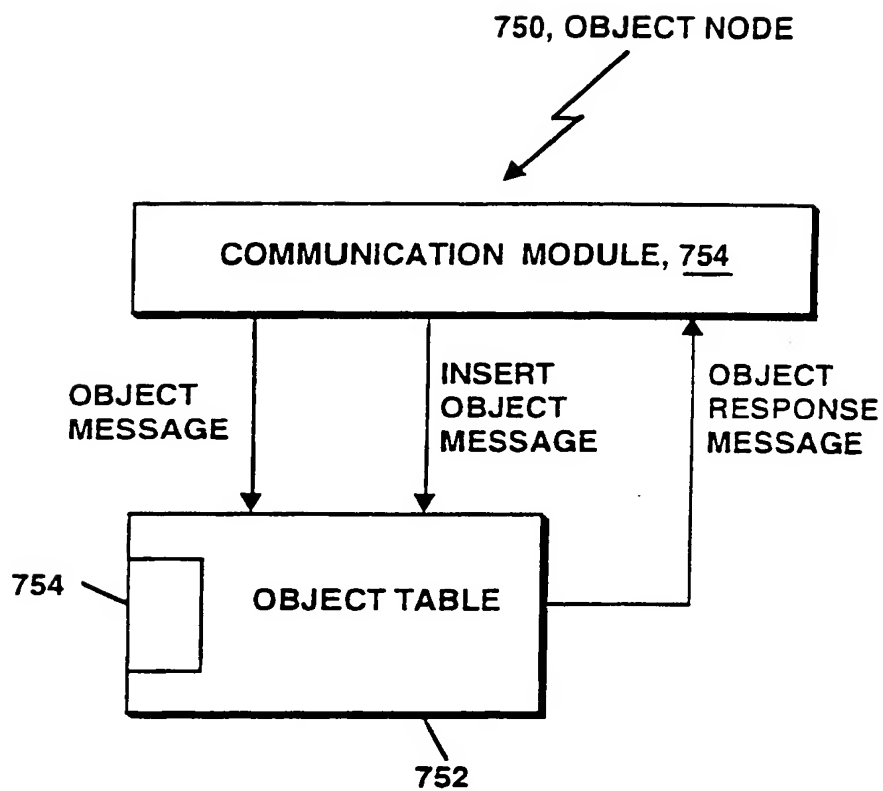 750, OBJECT NODE
COMMUNICATION MODULE, 754
OBJECT
MESSAGE
INSERT
OBJECT
MESSAGE
OBJECT
RESPONSE
MESSAGE
754
OBJECT TABLE
752